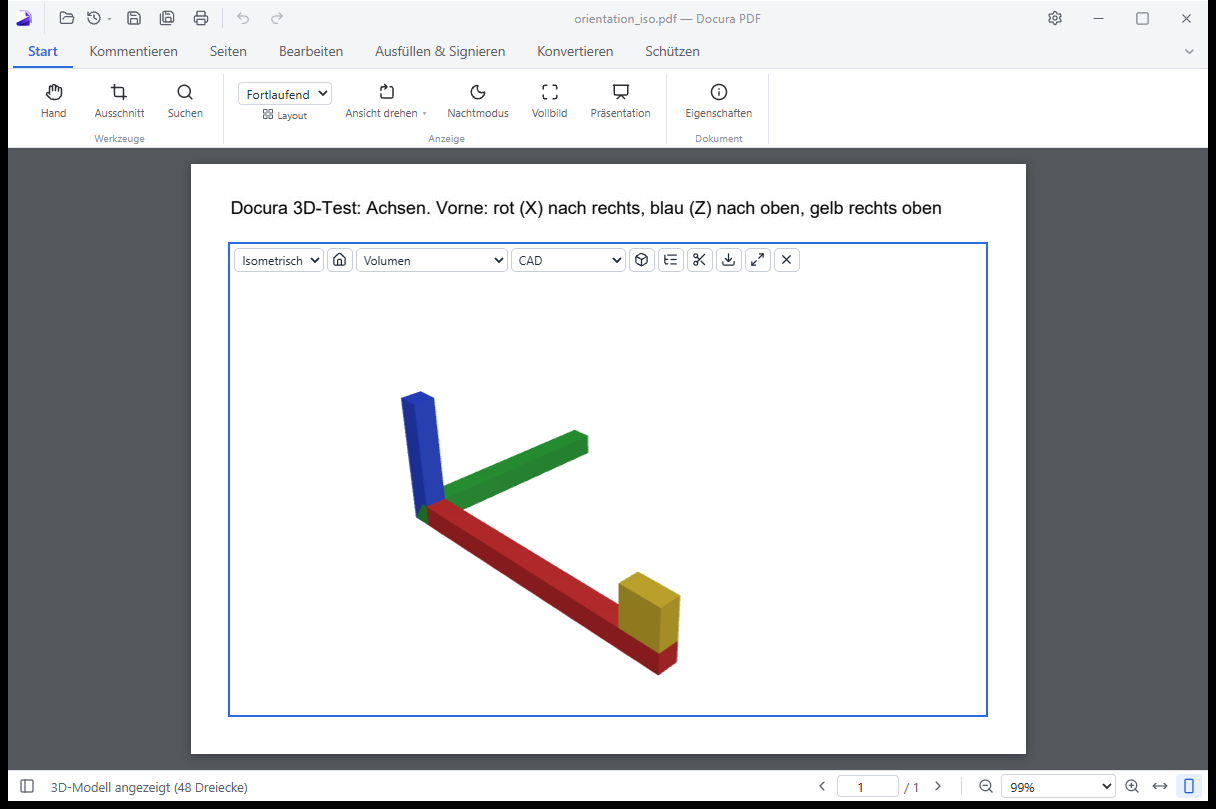 orientation_iso.pdf — Docura PDF
Start Kommentieren Seiten Bearbeiten Ausfüllen & Signieren Konvertieren Schützen
Fortlaufend
Hand Ausschnitt Suchen Layout Ansicht drehen Nachtmodus Vollbild Präsentation Eigenschaften
Werkzeuge Anzeige Dokument
Docura 3D-Test: Achsen. Vorne: rot (X) nach rechts, blau (Z) nach oben, gelb rechts oben
Isometrisch Volumen CAD
3D-Modell angezeigt (48 Dreiecke) 1 / 1 99%